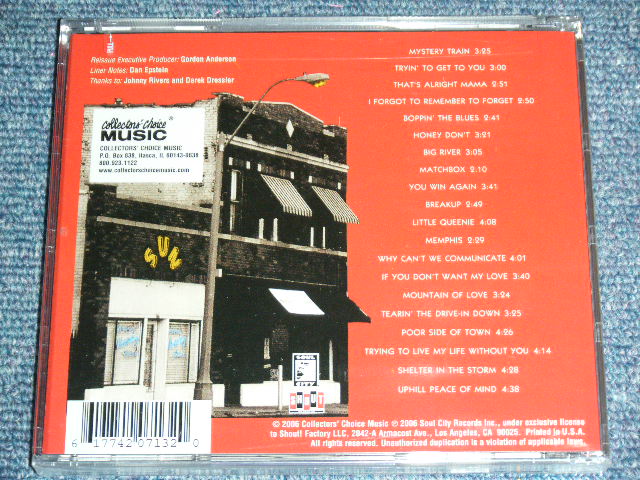 Reissue Executive Producer: Gordon Anderson
Liner Notes: Dan Epstein
Thanks to: Johnny Rivers and Derek Dressler
Collectors' Choice
MUSIC
COLLECTORS' CHOICE MUSIC
P.O. Box 838, Itasca, IL 60143-0838
800.923.1122
www.collectorschoicemusic.com
SUN
SOUL
CITY
SHOUT
MYSTERY TRAIN 3:25
TRYIN' TO GET TO YOU 3:00
THAT'S ALRIGHT MAMA 2:51
I FORGOT TO REMEMBER TO FORGET 2:50
BOPPIN' THE BLUES 2:41
HONEY DON'T 3:21
BIG RIVER 3:05
MATCHBOX 2:10
YOU WIN AGAIN 3:41
BREAKUP 2:49
LITTLE QUEENIE 4:08
MEMPHIS 2:29
WHY CAN'T WE COMMUNICATE 4:01
IF YOU DON'T WANT MY LOVE 3:40
MOUNTAIN OF LOVE 3:24
TEARIN' THE DRIVE-IN DOWN 3:25
POOR SIDE OF TOWN 4:26
TRYING TO LIVE MY LIFE WITHOUT YOU 4:14
SHELTER IN THE STORM 4:28
UPHILL PEACE OF MIND 4:38
© 2006 Collectors' Choice Music ℗ 2006 Soul City Records Inc., under exclusive license
to Shout! Factory LLC, 2042-A Armacost Ave., Los Angeles, CA 90025. Printed in U.S.A.
All rights reserved. Unauthorized duplication is a violation of applicable laws.
6 17742 07132 0